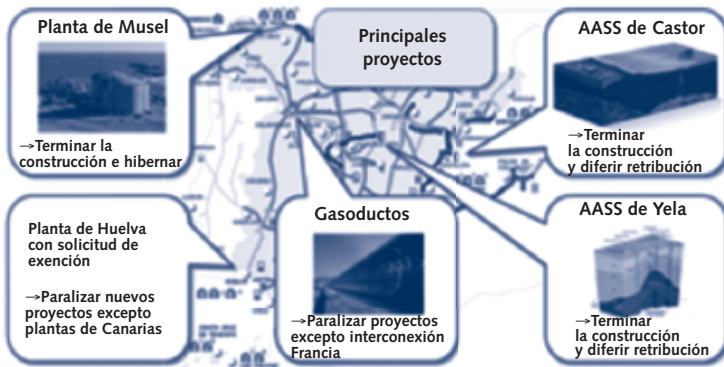 Planta de Musel
→Terminar la
construcción e hibernar
Principales
proyectos
AASS de Castor
→Terminar
la construcción
y diferir retribución
Planta de Huelva
con solicitud de
exención
→Paralizar nuevos
proyectos excepto
plantas de Canarias
Gasoductos
→Paralizar proyectos
excepto interconexión
Francia
AASS de Yela
→Terminar
la construcción
y diferir retribución